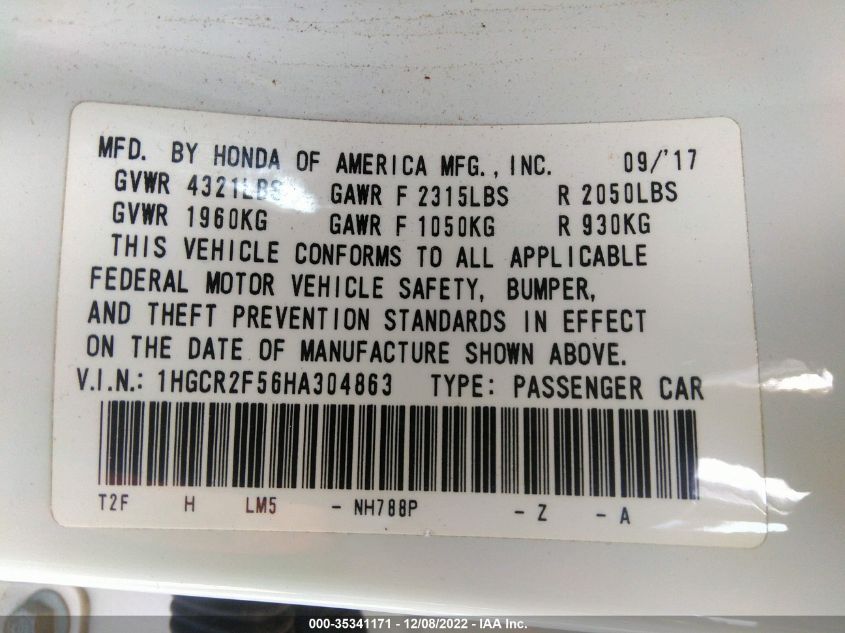 MFD. BY HONDA OF AMERICA MFG., INC. 09/'17
GVWR 4321LBS GAWR F 2315LBS R 2050LBS
GVWR 1960KG GAWR F 1050KG R 930KG
THIS VEHICLE CONFORMS TO ALL APPLICABLE
FEDERAL MOTOR VEHICLE SAFETY, BUMPER,
AND THEFT PREVENTION STANDARDS IN EFFECT
ON THE DATE OF MANUFACTURE SHOWN ABOVE.
V.I.N.: 1HGCR2F56HA304863 TYPE: PASSENGER CAR
T2F H LM5 - NH788P - Z - A
000-35341171 - 12/08/2022 - IAA Inc.